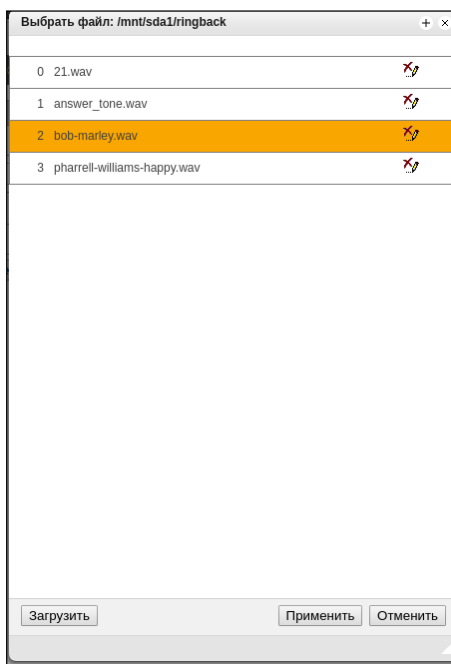 Выбрать файл: /mnt/sda1/ringback
0 21.wav
1 answer_tone.wav
2 bob-marley.wav
3 pharrell-williams-happy.wav
Загрузить Применить Отменить